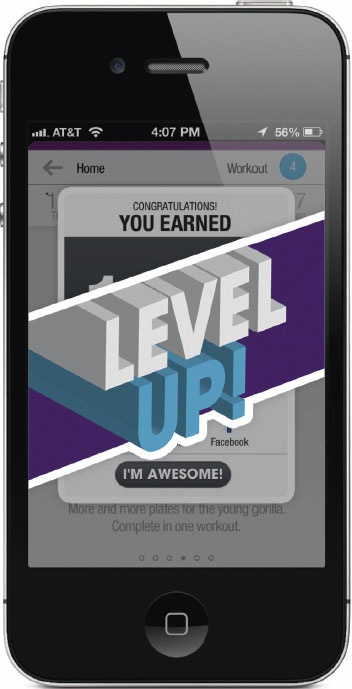 AT&T 4:07 PM 56%
Home Workout 4
CONGRATULATIONS!
YOU EARNED
LEVEL
UP!
Facebook
I'M AWESOME!
More and more plates for the young gorilla.
Complete in one workout.